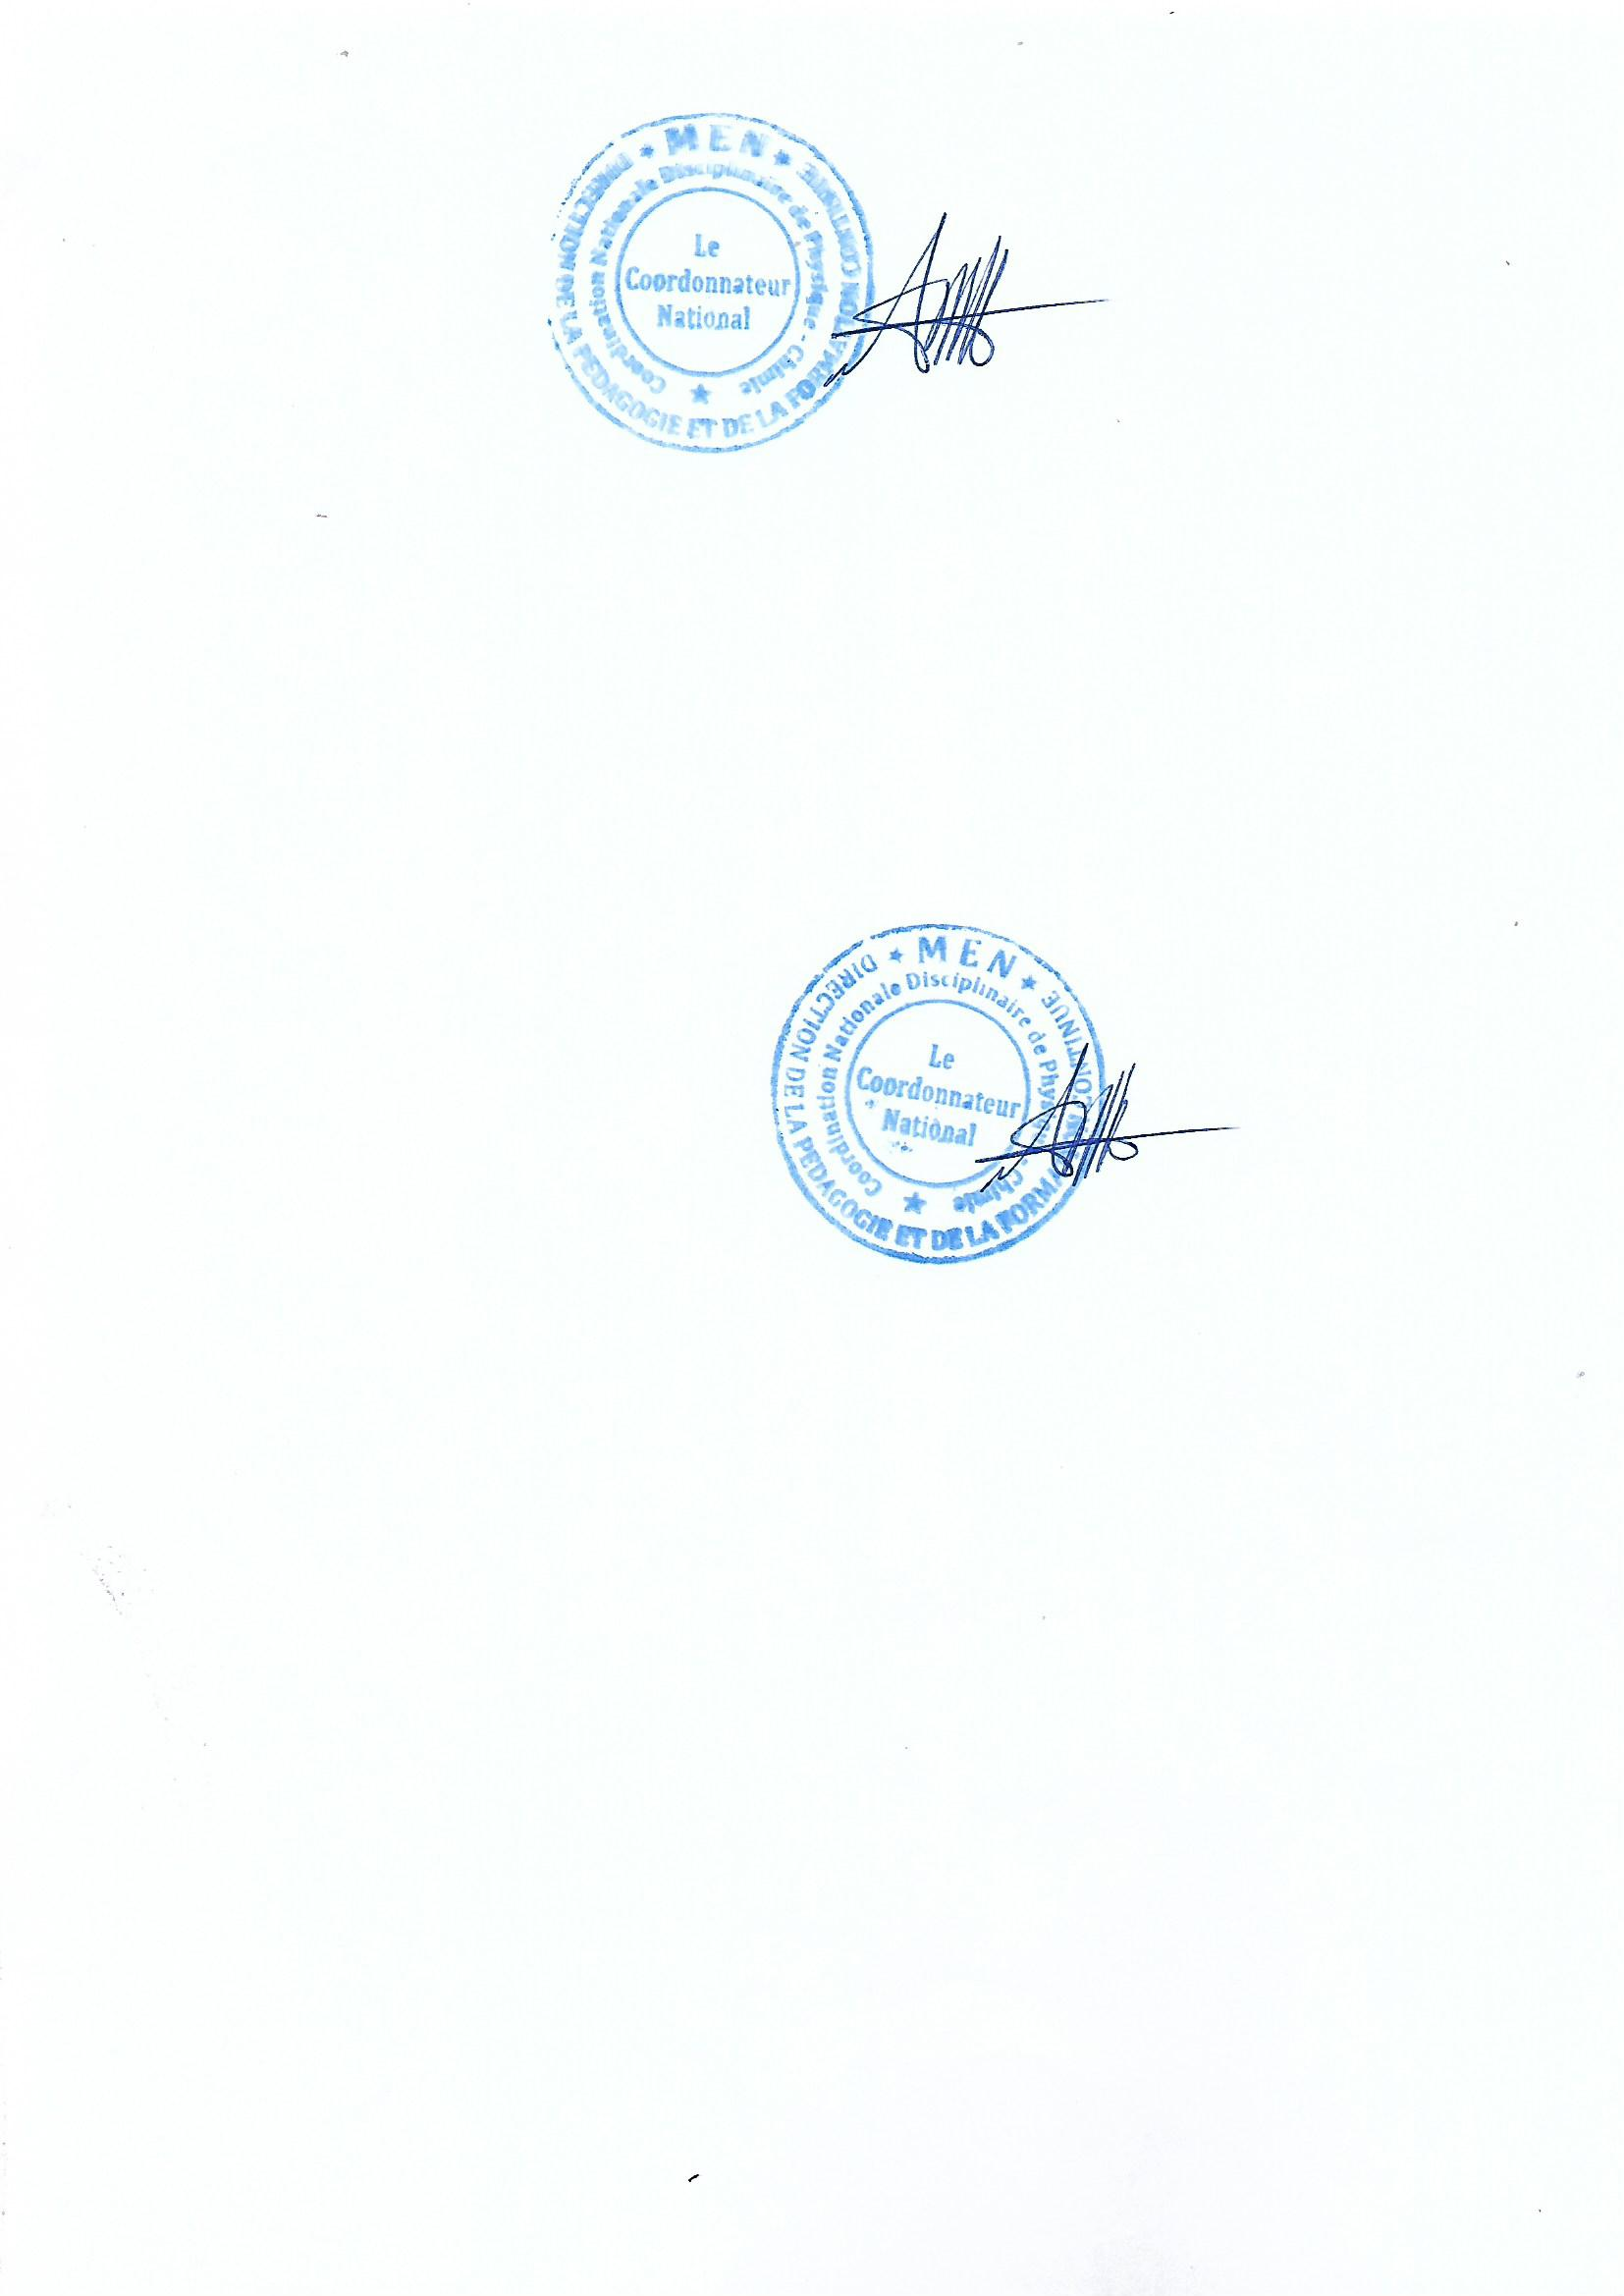 ★ MEN ★
DIRECTION DE LA PEDAGOGIE ET DE LA FORMATION CONTINUE
Coordination Nationale Disciplinaire de Physique - Chimie
★
Le
Coordonnateur
National
★ MEN ★
DIRECTION DE LA PEDAGOGIE ET DE LA FORMATION CONTINUE
Coordination Nationale Disciplinaire de Physique - Chimie
★
Le
Coordonnateur
National